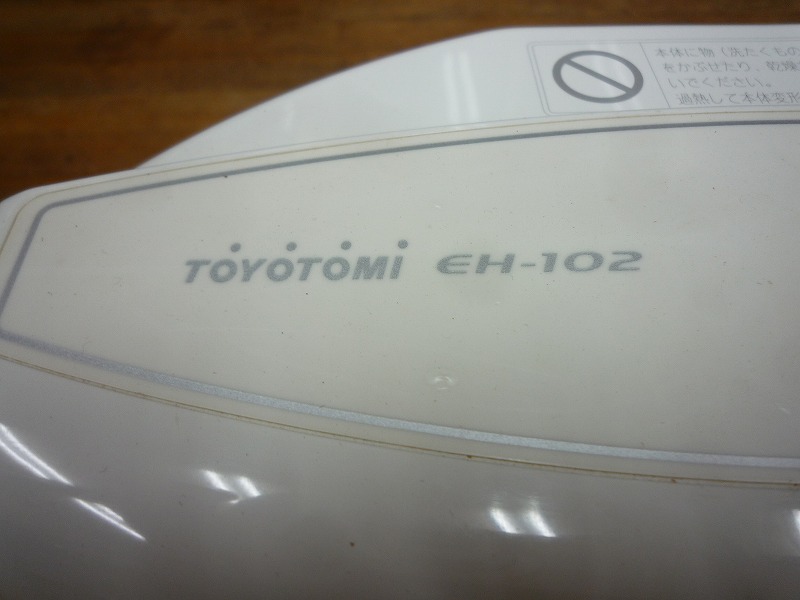 本体に物（洗たくもの
をかぶせたり、乾燥
いでください。
過熱して本体変形
TOYOTOMI EH-102